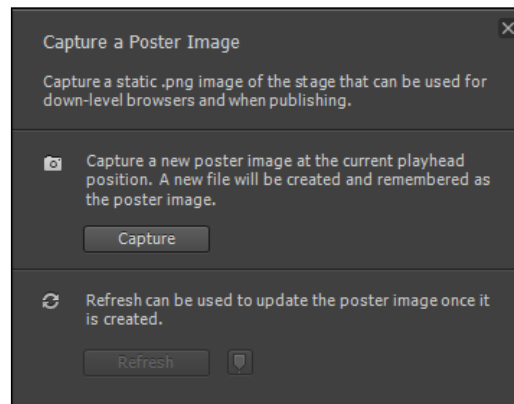 Capture a Poster Image
Capture a static .png image of the stage that can be used for
down-level browsers and when publishing.
Capture a new poster image at the current playhead
position. A new file will be created and remembered as
the poster image.
Capture
Refresh can be used to update the poster image once it
is created.
Refresh